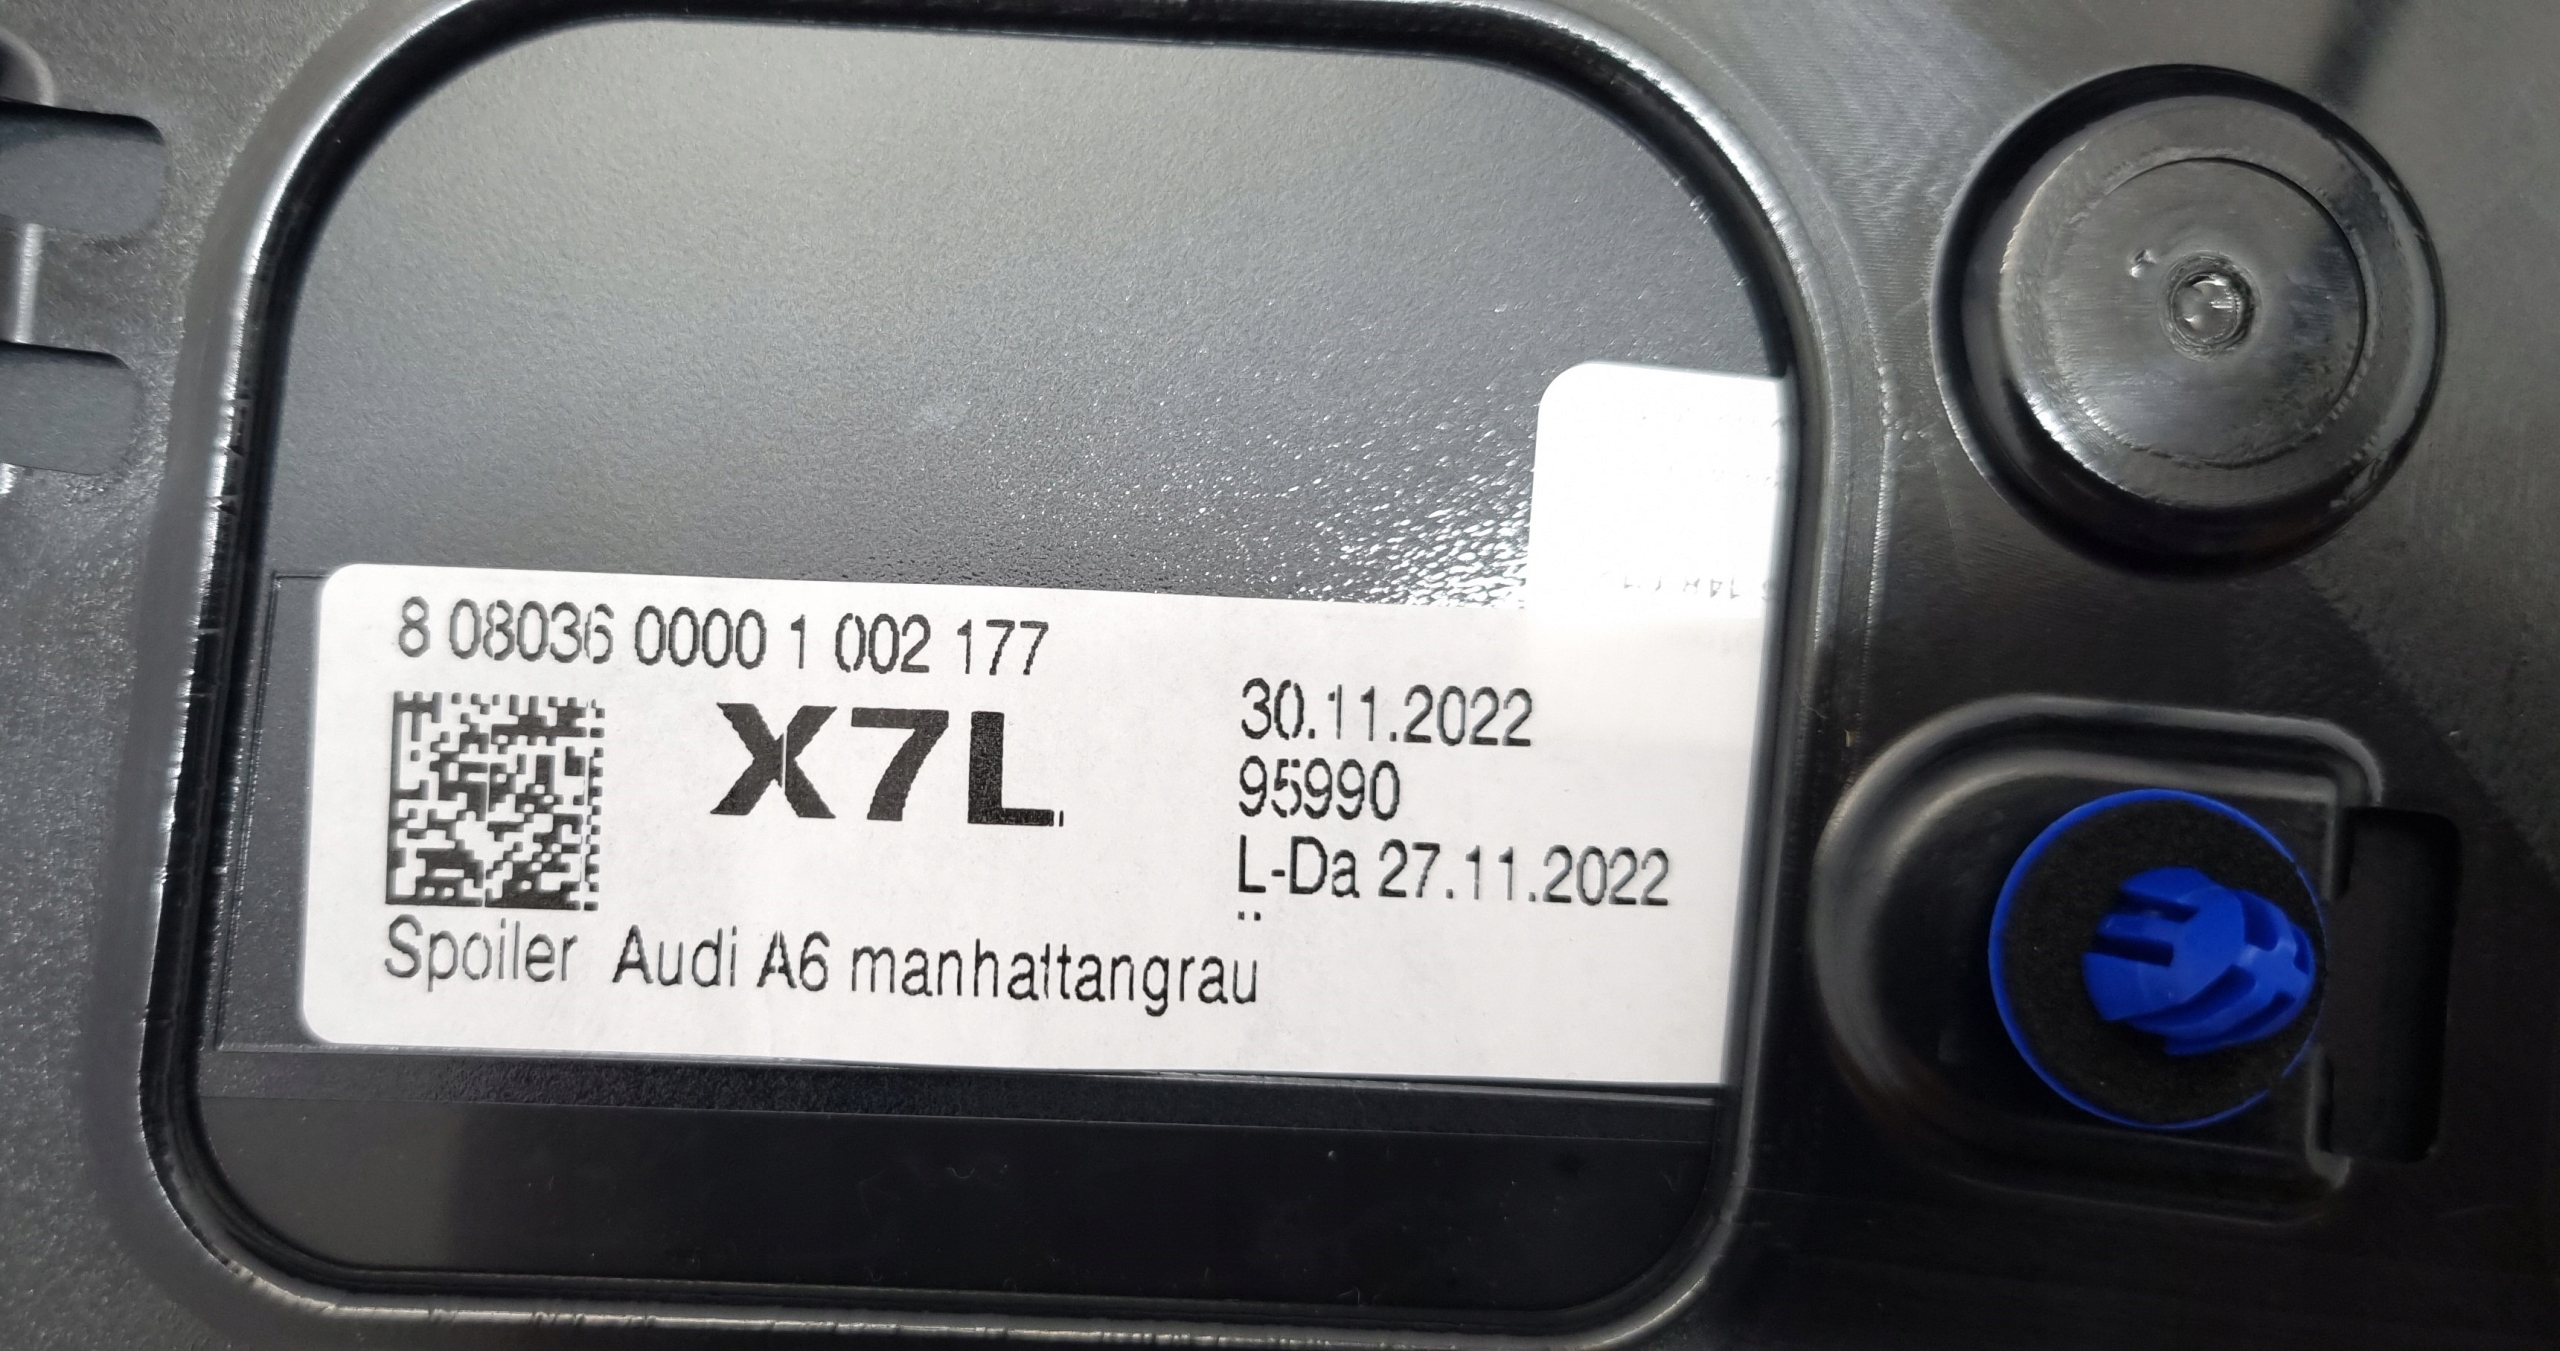 8 08036 0000 1 002 177
X7L
30.11.2022
95990
L-Da 27.11.2022
Spoiler Audi A6 manhattangrau